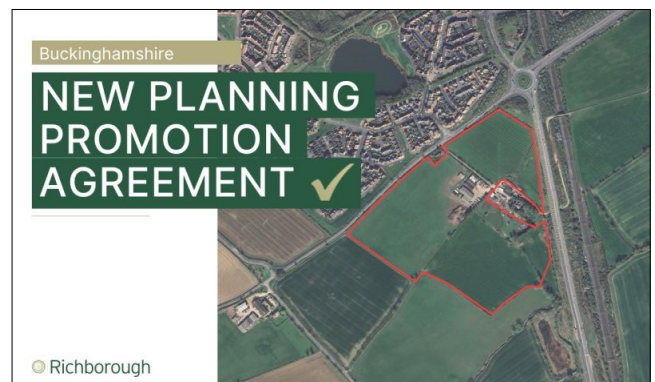 Buckinghamshire
NEW PLANNING
PROMOTION
AGREEMENT
Richborough